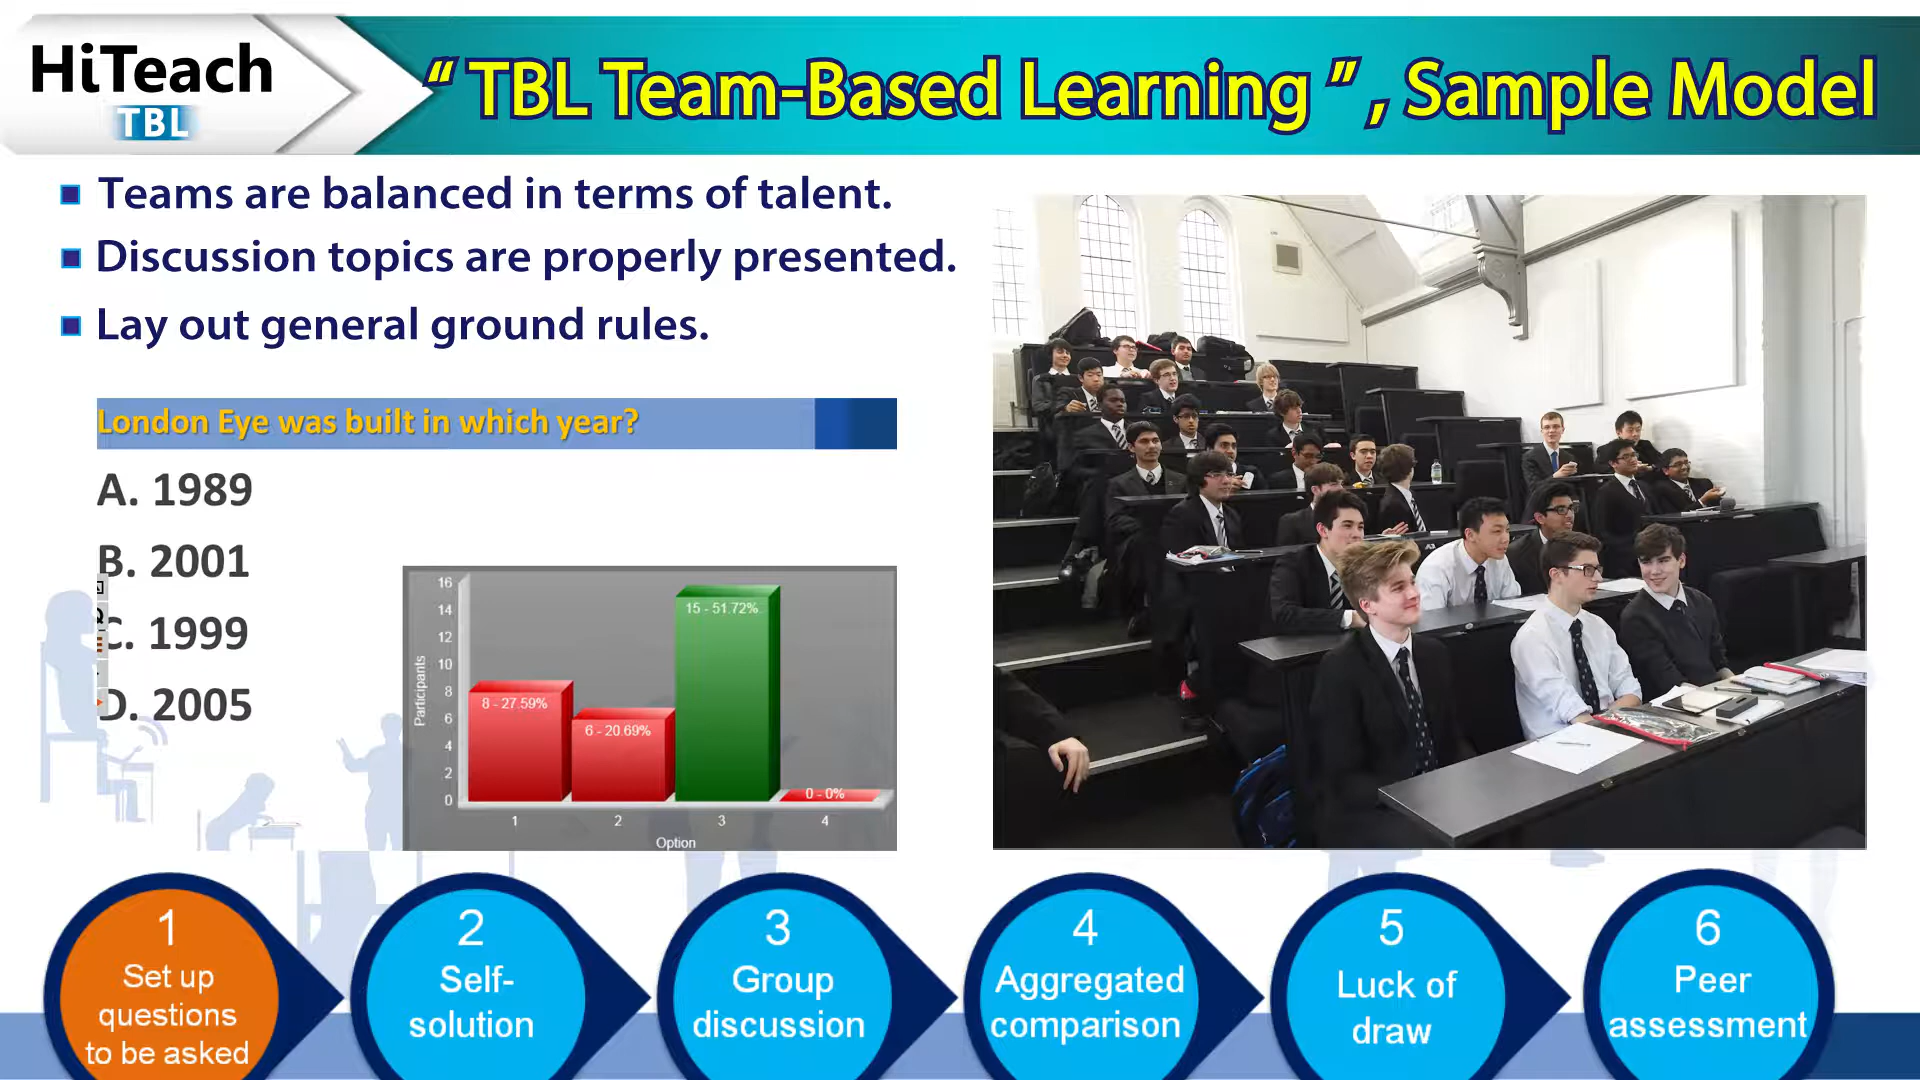 HiTeach
TBL
“ TBL Team-Based Learning ” , Sample Model
Teams are balanced in terms of talent.
Discussion topics are properly presented.
Lay out general ground rules.
London Eye was built in which year?
A. 1989
B. 2001
C. 1999
D. 2005
16
14
12
10
8
6
4
2
0
Participants
8 - 27.59%
6 - 20.69%
15 - 51.72%
0 - 0%
1
2
3
4
Option
1
Set up
questions
to be asked
2
Self-
solution
3
Group
discussion
4
Aggregated
comparison
5
Luck of
draw
6
Peer
assessment